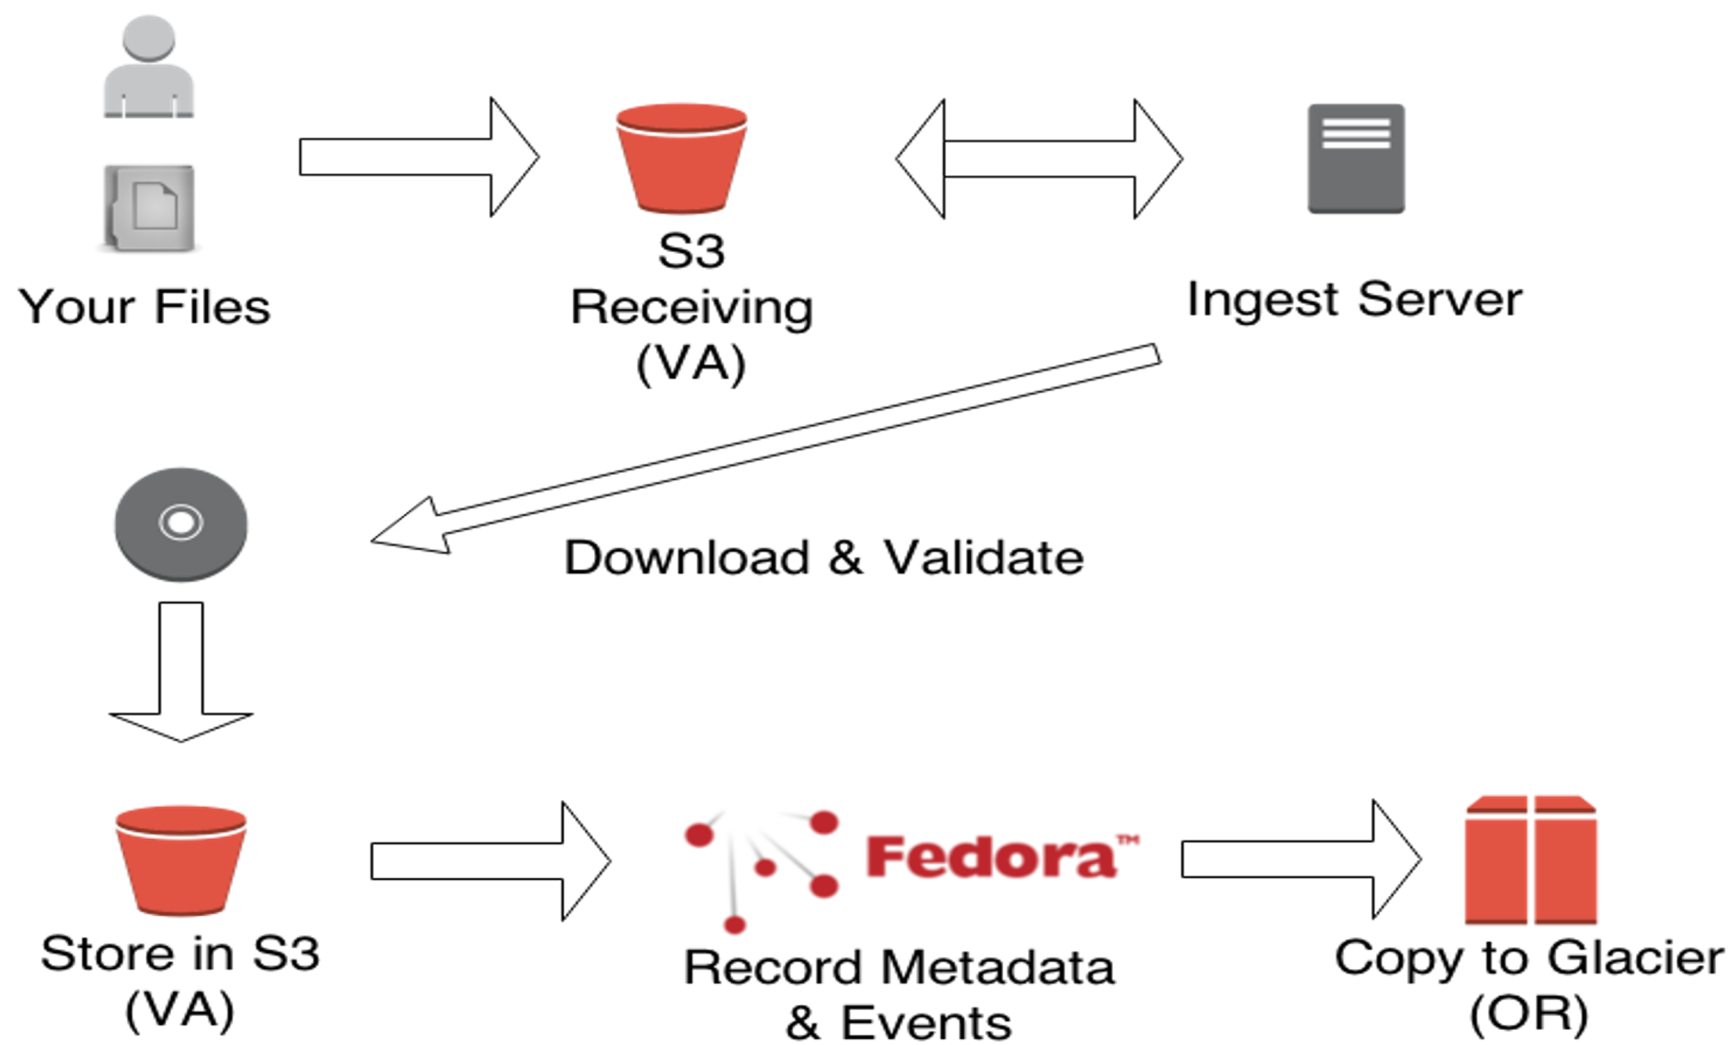 Your Files
S3
Receiving
(VA)
Ingest Server
Download & Validate
Store in S3
(VA)
Fedora™
Record Metadata
& Events
Copy to Glacier
(OR)